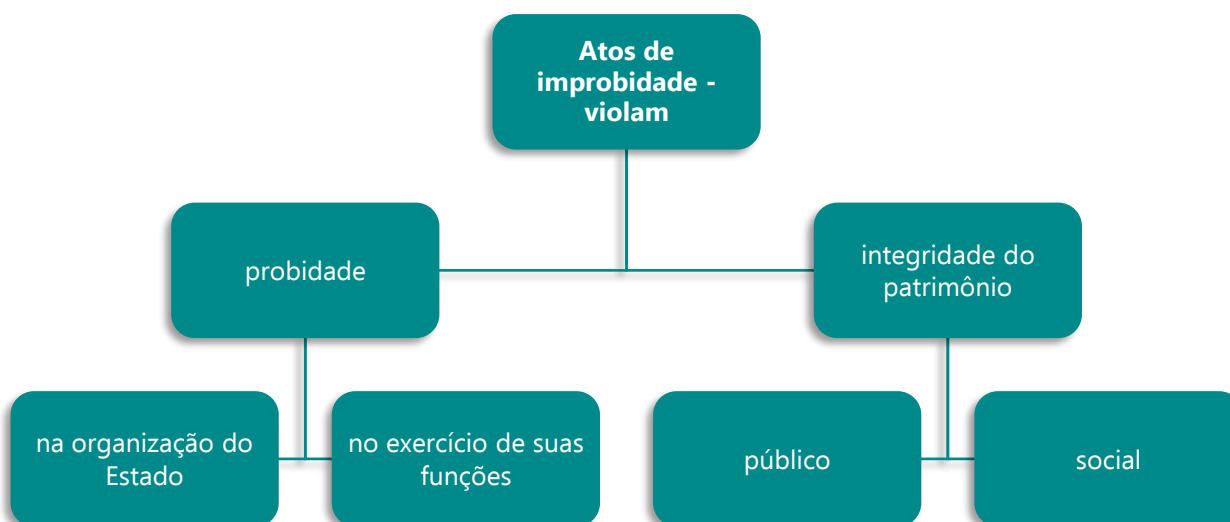 Atos de
improbidade -
violam
probidade
integridade do
patrimônio
na organização do
Estado
no exercício de suas
funções
público
social